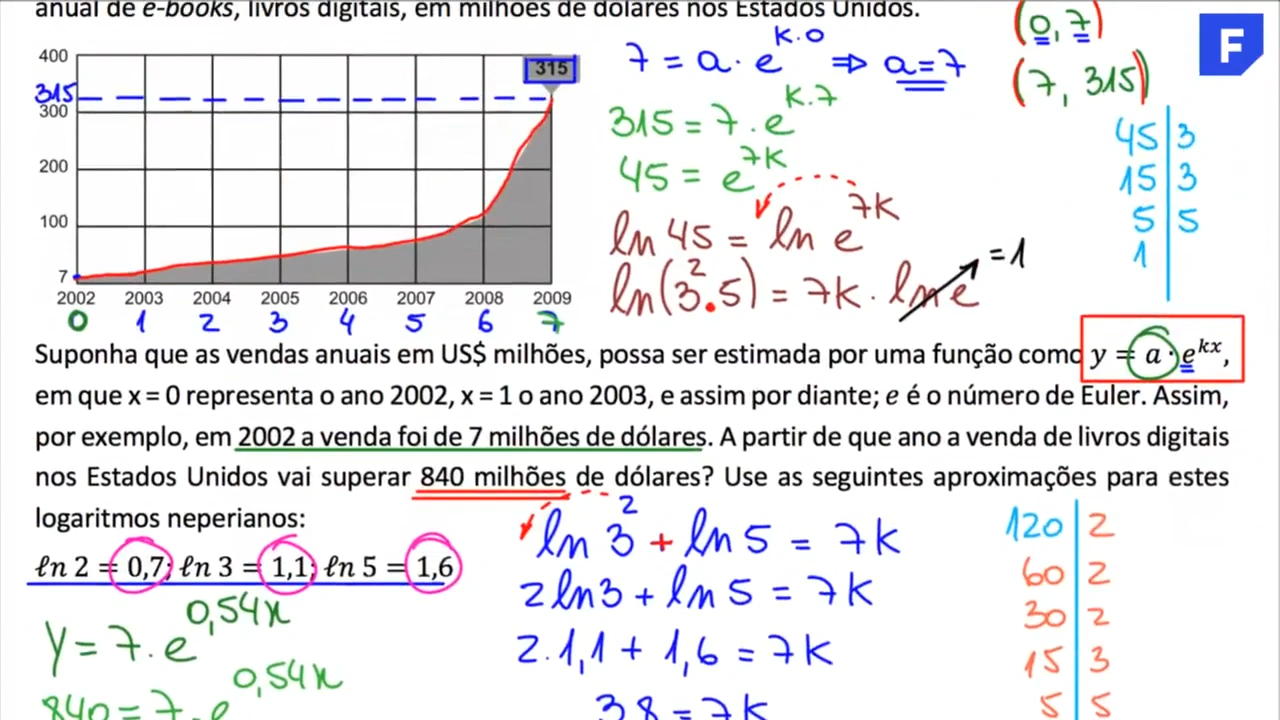 anual de e-books, livros digitais, em milhões de dólares nos Estados Unidos.
F
400
315
300
200
100
7
315
2002 2003 2004 2005 2006 2007 2008 2009
0 1 2 3 4 5 6 7
7 = a · e^{k·0} ⇒ a = 7
315 = 7 · e^{k·7}
45 = e^{7k}
ln 45 = ln e^{7k}
ln(3²·5) = 7k · ln e = 1
(0, 7)
(7, 315)
45 | 3
15 | 3
5 | 5
1
Suponha que as vendas anuais em US$ milhões, possa ser estimada por uma função como y = a · e^{kx},
em que x = 0 representa o ano 2002, x = 1 o ano 2003, e assim por diante; e é o número de Euler. Assim,
por exemplo, em 2002 a venda foi de 7 milhões de dólares. A partir de que ano a venda de livros digitais
nos Estados Unidos vai superar 840 milhões de dólares? Use as seguintes aproximações para estes
logaritmos neperianos:
ln 2 = 0,7; ln 3 = 1,1; ln 5 = 1,6
y = 7 · e^{0,54x}
840 = 7 · e^{0,54x}
ln 3² + ln 5 = 7k
2 ln 3 + ln 5 = 7k
2 · 1,1 + 1,6 = 7k
3,8 = 7k
120 | 2
60 | 2
30 | 2
15 | 3
5 | 5